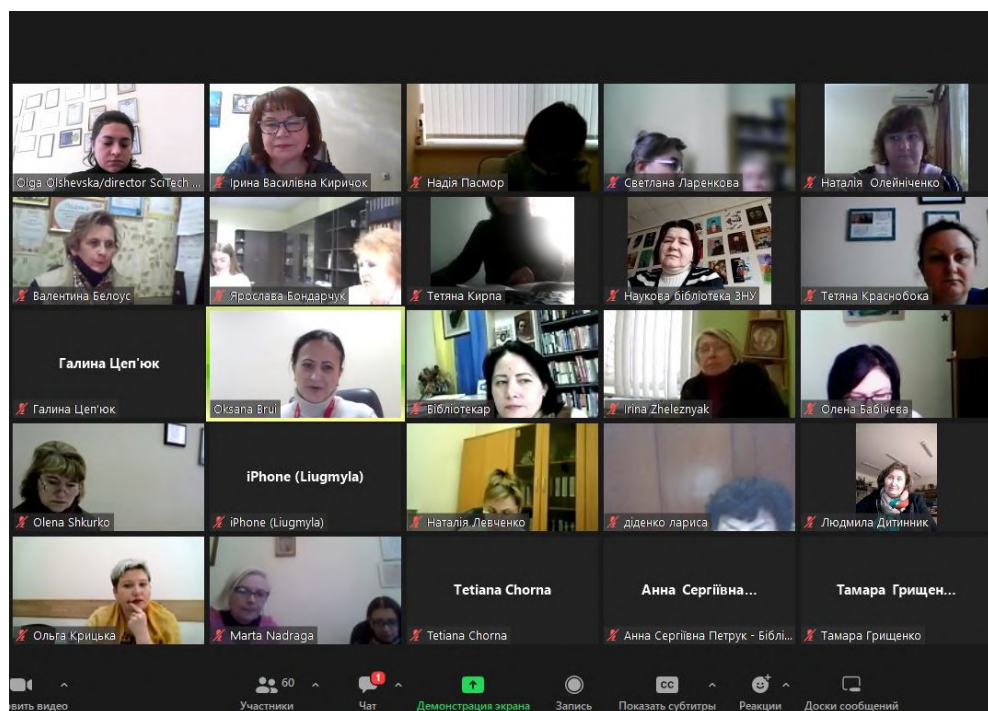 Olga Olshevska/director SciTech ...
Ірина Василівна Киричок
Надія Пасмор
Светлана Ларенкова
Наталія Олейніченко
Валентина Белоус
Ярослава Бондарчук
Тетяна Кирпа
Наукова бібліотека ЗНУ
Тетяна Краснобока
Галина Цеп'юк
Галина Цеп'юк
Oksana Brui
Бібліотекар
Irina Zheleznyak
Олена Бабічева
Olena Shkurko
iPhone (Liugmyla)
iPhone (Liugmyla)
Наталія Левченко
діденко лариса
Людмила Дитинник
Ольга Крицька
Marta Nadraga
Tetiana Chorna
Tetiana Chorna
Анна Сергіївна...
Анна Сергіївна Петрук - Біблі...
Тамара Грищен...
Тамара Грищенко
овить видео
60
Участники
1
Чат
Демонстрация экрана
Запись
CC
Показать субтитры
Реакции
Доски сообщений